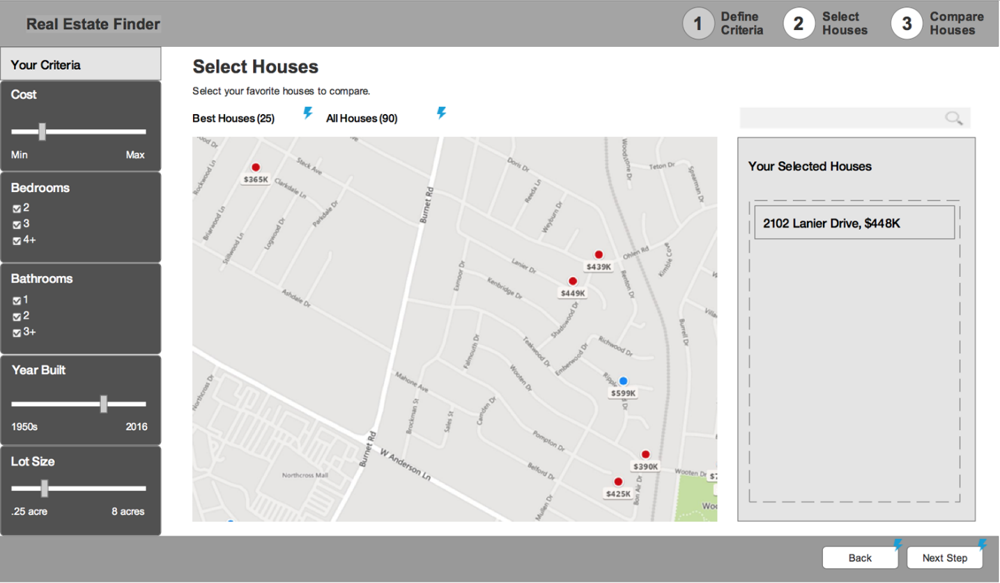 Real Estate Finder
1
Define
Criteria
2
Select
Houses
3
Compare
Houses
Your Criteria
Cost
Min
Max
Bedrooms
2
3
4+
Bathrooms
1
2
3+
Year Built
1950s
2016
Lot Size
.25 acre
8 acres
Select Houses
Select your favorite houses to compare.
Best Houses (25)
All Houses (90)
Steck Ave
Doris Dr
Woodstone Dr
Teton Dr
Spearman Dr
Rockwood Ln
$365K
Clarkdale Ln
Parkdale Dr
Reeda Ln
Weyburn Dr
Burnet Rd
Briarwood Ln
Logwood Dr
Stillwood Ln
Ohlen Rd
$439K
Lanier Dr
Exmoor Dr
Kenbridge Dr
Renton Dr
$449K
Ashdale Dr
Shadowood Dr
Burrell Dr
Falmouth Dr
Teakwood Dr
Richwood Dr
Emberwood Dr
Wooten Dr
Mahone Ave
$599K
Northcross Dr
Brockman St
Sales St
Camden Dr
Pompton Dr
Burnet Rd
W Anderson Ln
$390K
Belford Dr
Wooten Dr
Northcross Mall
$425K
Bon Air Dr
Mullen Dr
Your Selected Houses
2102 Lanier Drive, $448K
Back
Next Step